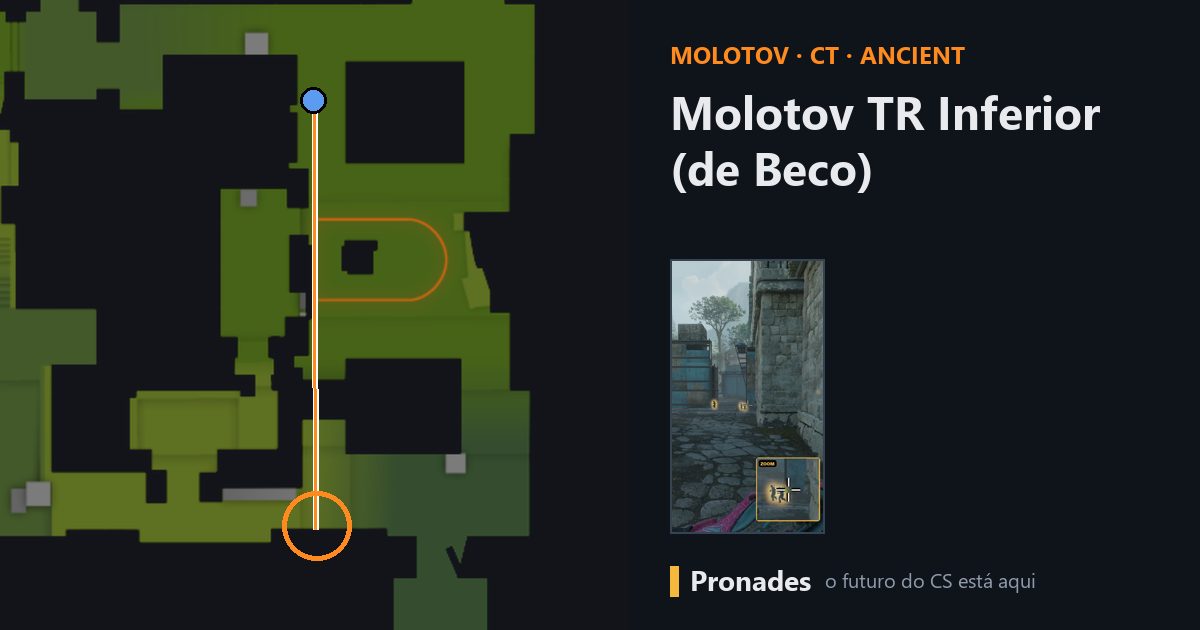 MOLOTOV · CT · ANCIENT
Molotov TR Inferior
(de Beco)
ZOOM
Pronades o futuro do CS está aqui